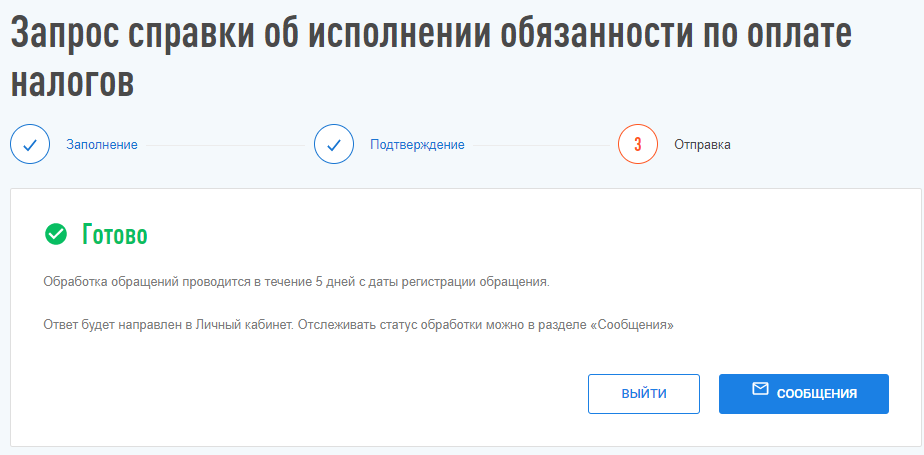 Запрос справки об исполнении обязанности по оплате
налогов
Заполнение
Подтверждение
3
Отправка
Готово
Обработка обращений проводится в течение 5 дней с даты регистрации обращения.
Ответ будет направлен в Личный кабинет. Отслеживать статус обработки можно в разделе «Сообщения»
ВЫЙТИ
СООБЩЕНИЯ